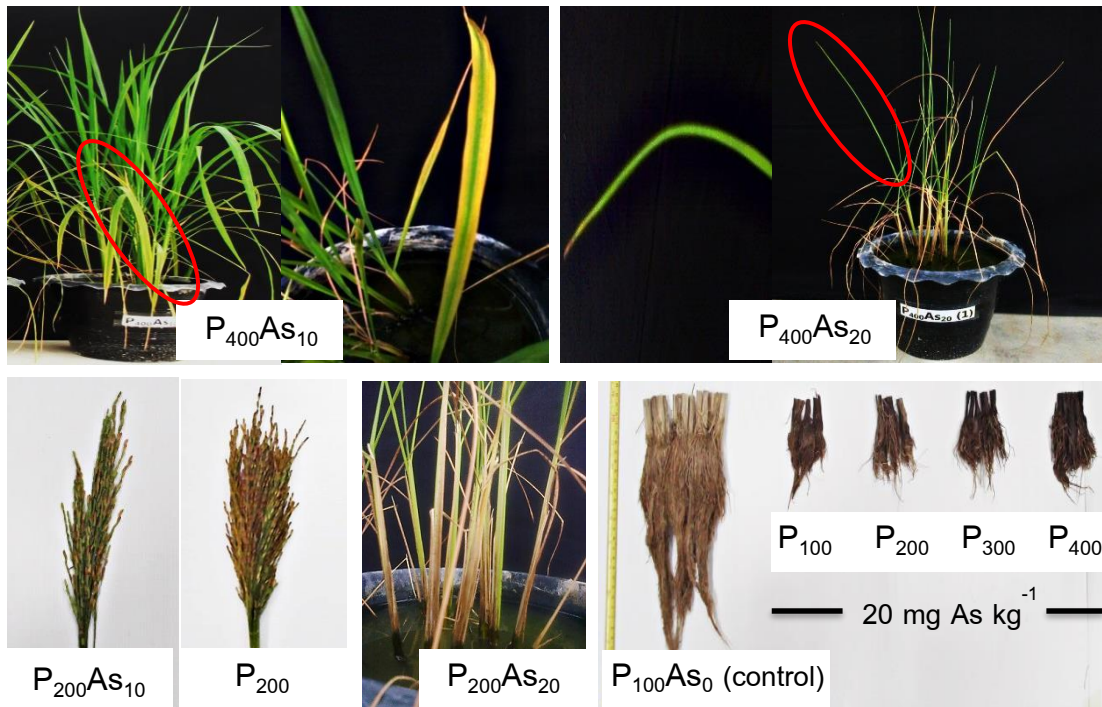 P₄₀₀As₁₀
P₄₀₀As₂₀ (1)
P₄₀₀As₂₀
P₂₀₀As₁₀
P₂₀₀
P₂₀₀As₂₀
P₁₀₀As₀ (control)
P₁₀₀ P₂₀₀ P₃₀₀ P₄₀₀
20 mg As kg⁻¹